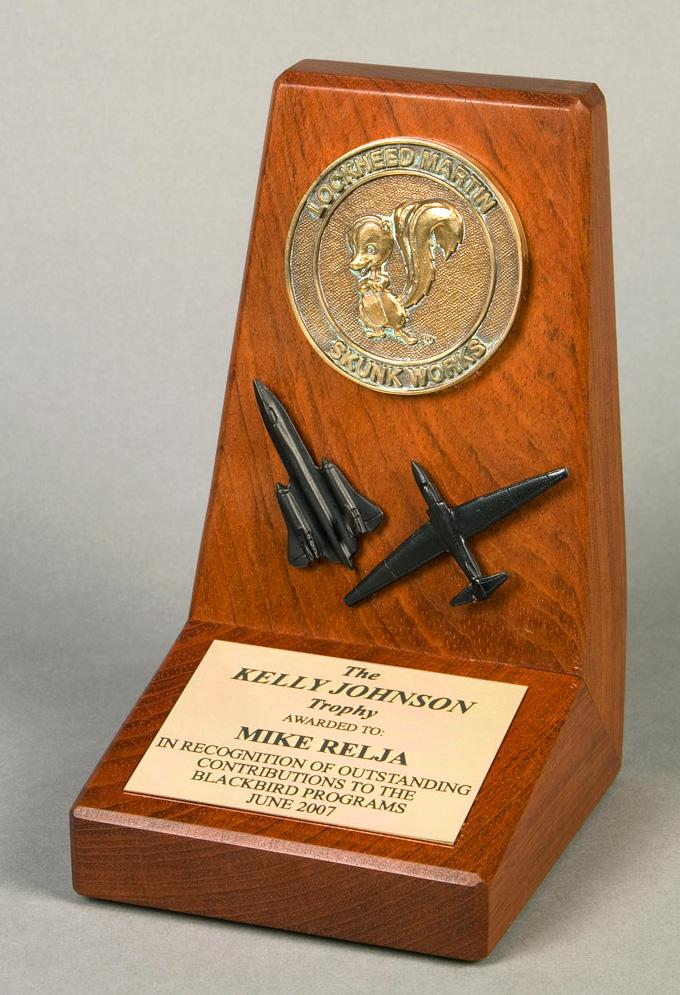 LOCKHEED MARTIN
SKUNK WORKS
The
KELLY JOHNSON
Trophy
AWARDED TO:
MIKE RELJA
IN RECOGNITION OF OUTSTANDING
CONTRIBUTIONS TO THE
BLACKBIRD PROGRAMS
JUNE 2007